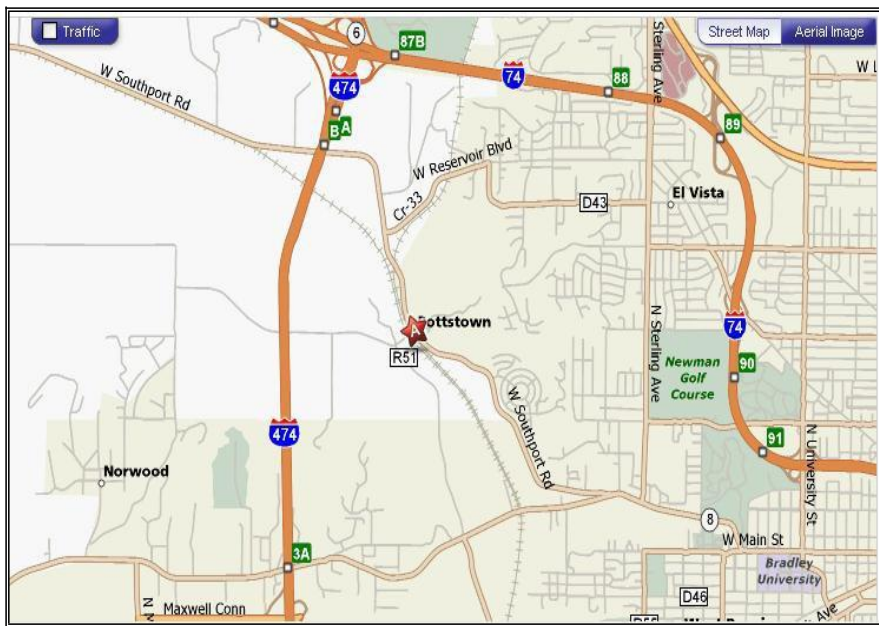 Traffic
Street Map
Aerial Image
6
87B
74
88
Sterling Ave
474
W Southport Rd
89
B
A
W Reservoir Blvd
Cr-33
D43
El Vista
A
Pottstown
R51
N Sterling Ave
74
Newman
Golf
Course
90
W Southport Rd
474
91
N University St
Norwood
8
W Main St
3A
Bradley
University
D46
Maxwell Conn
Ave